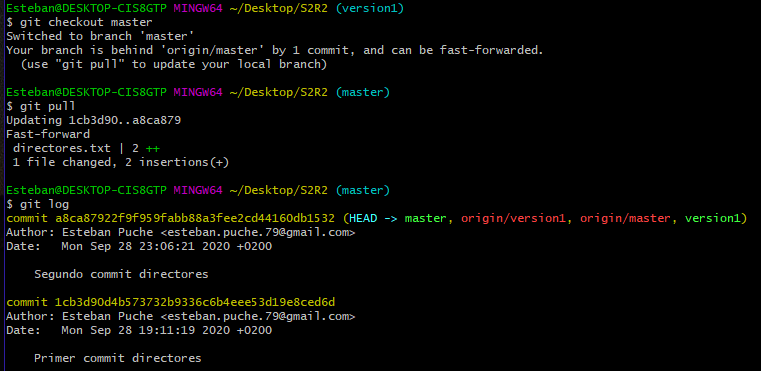 Esteban@DESKTOP-CIS8GTP MINGW64 ~/Desktop/S2R2 (version1)
$ git checkout master
Switched to branch 'master'
Your branch is behind 'origin/master' by 1 commit, and can be fast-forwarded.
  (use "git pull" to update your local branch)

Esteban@DESKTOP-CIS8GTP MINGW64 ~/Desktop/S2R2 (master)
$ git pull
Updating 1cb3d90..a8ca879
Fast-forward
 directores.txt | 2 ++
 1 file changed, 2 insertions(+)

Esteban@DESKTOP-CIS8GTP MINGW64 ~/Desktop/S2R2 (master)
$ git log
commit a8ca87922f9f959fabb88a3fee2cd44160db1532 (HEAD -> master, origin/version1, origin/master, version1)
Author: Esteban Puche <esteban.puche.79@gmail.com>
Date:   Mon Sep 28 23:06:21 2020 +0200

    Segundo commit directores

commit 1cb3d90d4b573732b9336c6b4eee53d19e8ced6d
Author: Esteban Puche <esteban.puche.79@gmail.com>
Date:   Mon Sep 28 19:11:19 2020 +0200

    Primer commit directores